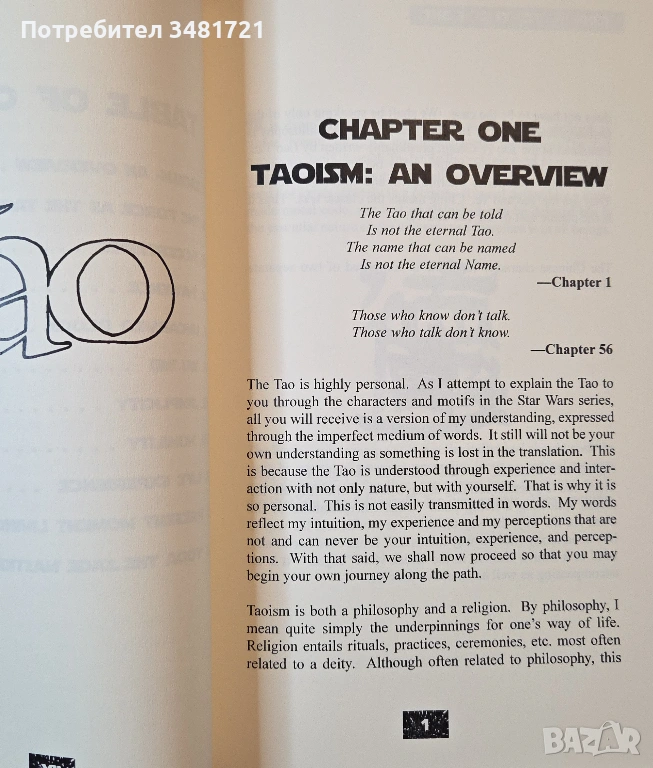 Потребител 3481721
CHAPTER ONE
TAOISM: AN OVERVIEW
The Tao that can be told
Is not the eternal Tao.
The name that can be named
Is not the eternal Name.
—Chapter 1
Those who know don't talk.
Those who talk don't know.
—Chapter 56
The Tao is highly personal. As I attempt to explain the Tao to
you through the characters and motifs in the Star Wars series,
all you will receive is a version of my understanding, expressed
through the imperfect medium of words. It still will not be your
own understanding as something is lost in the translation. This
is because the Tao is understood through experience and inter-
action with not only nature, but with yourself. That is why it is
so personal. This is not easily transmitted in words. My words
reflect my intuition, my experience and my perceptions that are
not and can never be your intuition, experience, and percep-
tions. With that said, we shall now proceed so that you may
begin your own journey along the path.
Taoism is both a philosophy and a religion. By philosophy, I
mean quite simply the underpinnings for one's way of life.
Religion entails rituals, practices, ceremonies, etc. most often
related to a deity. Although often related to philosophy, this
1
BAZAR